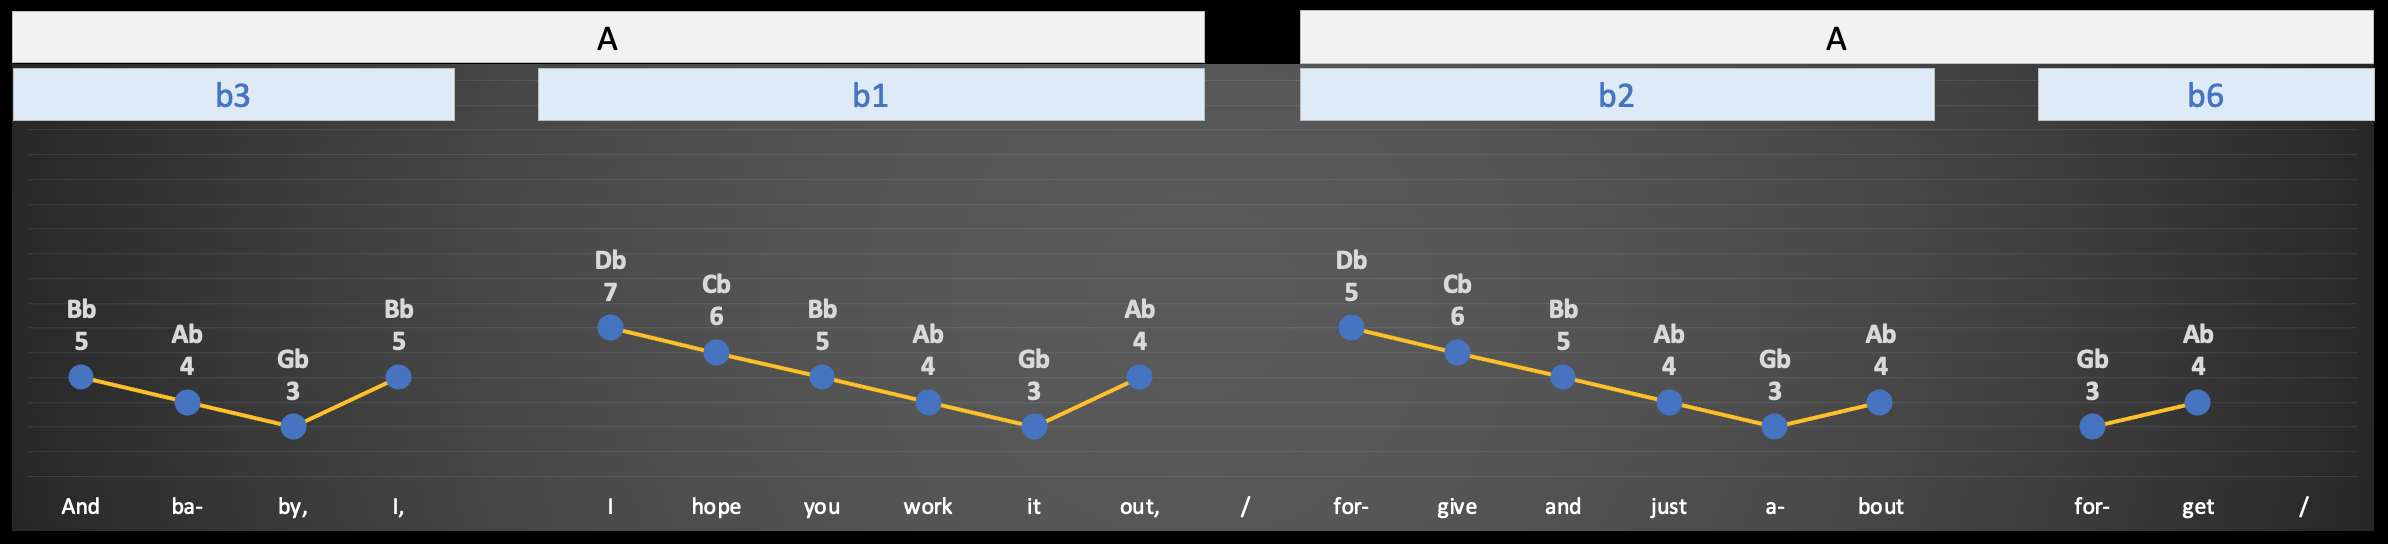 A A
b3 b1 b2 b6
Db Db
7 Cb 5 Cb
Bb Bb 6 Bb Ab 6 Bb
5 Ab 5 5 Ab 4 5 Ab Ab Ab
4 Gb 4 Gb 4 Gb 4 Gb 4
3 3 3 3
And ba- by, I, I hope you work it out, / for- give and just a- bout for- get /